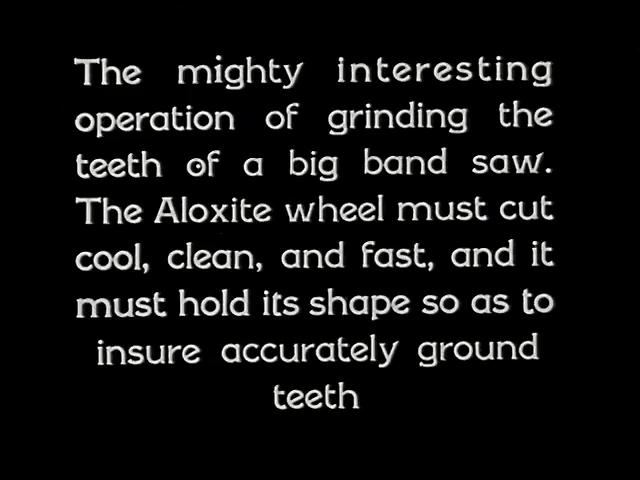 The mighty interesting
operation of grinding the
teeth of a big band saw.
The Aloxite wheel must cut
cool, clean, and fast, and it
must hold its shape so as to
insure accurately ground
teeth